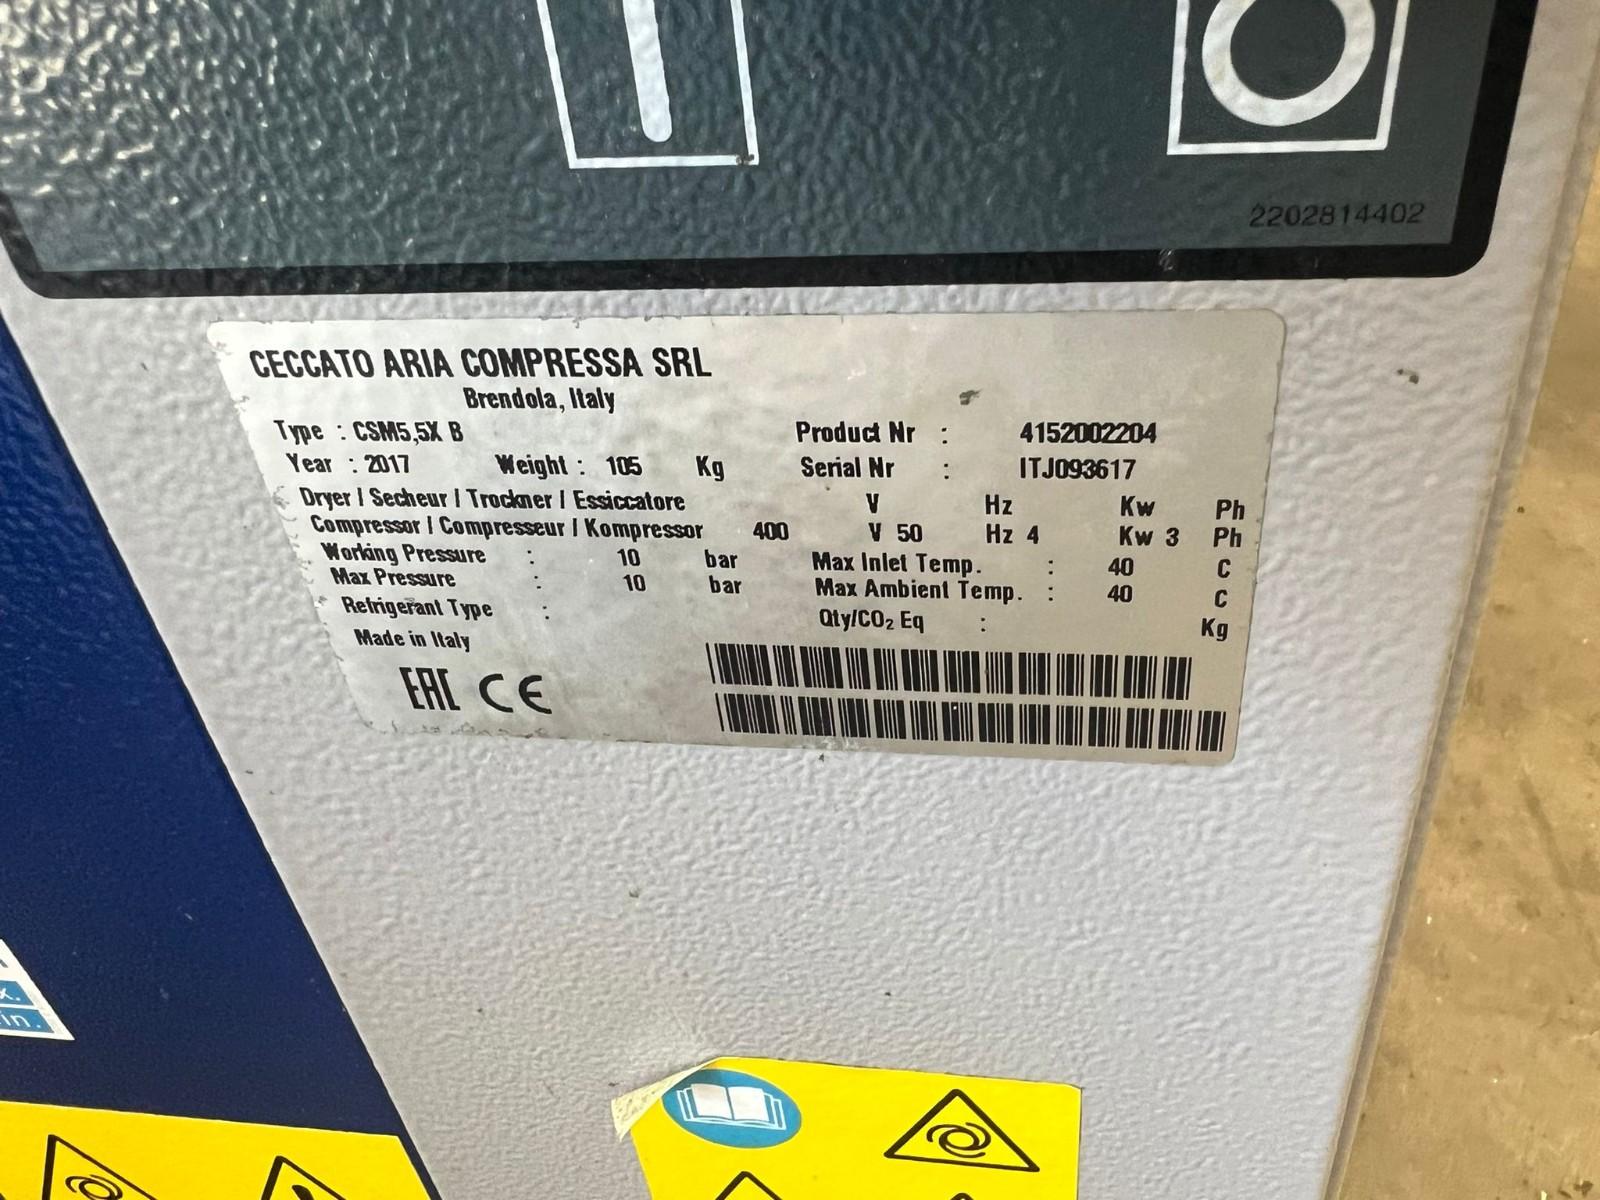 2202814402
CECCATO ARIA COMPRESSA SRL
Brendola, Italy
Type : CSM5,5X B Product Nr : 4152002204
Year : 2017 Weight : 105 Kg Serial Nr : ITJ093617
Dryer / Secheur / Trockner / Essiccatore V Hz Kw Ph
Compressor / Compresseur / Kompressor 400 V 50 Hz 4 Kw 3 Ph
Working Pressure : 10 bar Max Inlet Temp. : 40 C
Max Pressure : 10 bar Max Ambient Temp. : 40 C
Refrigerant Type : Qty/CO₂ Eq : Kg
Made in Italy
EAC CE
x.
in.